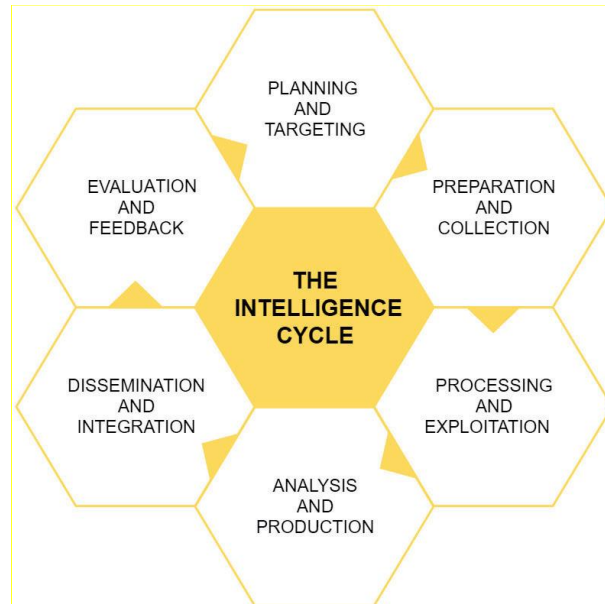 PLANNING
AND
TARGETING
PREPARATION
AND
COLLECTION
PROCESSING
AND
EXPLOITATION
ANALYSIS
AND
PRODUCTION
DISSEMINATION
AND
INTEGRATION
EVALUATION
AND
FEEDBACK
THE
INTELLIGENCE
CYCLE